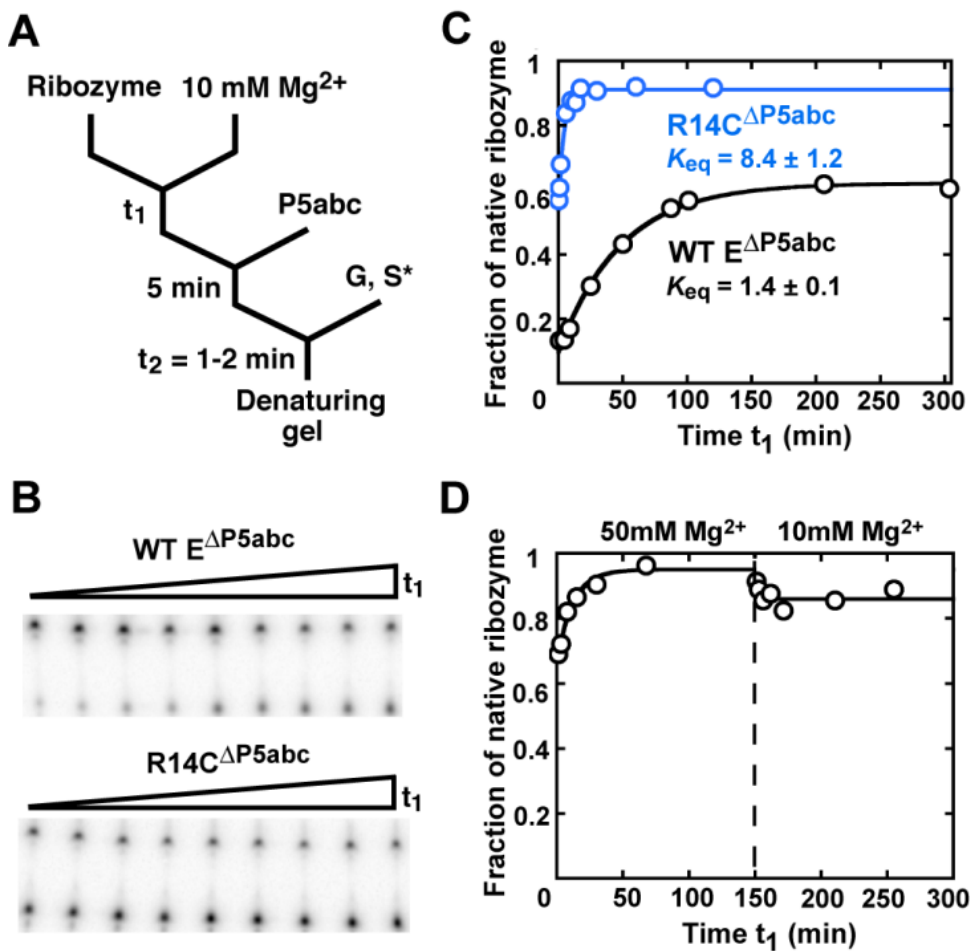 A
Ribozyme 10 mM Mg2+
t1
P5abc
5 min
G, S*
t2 = 1-2 min
Denaturing
gel
B
WT EΔP5abc
t1
R14CΔP5abc
t1
C
Fraction of native ribozyme
1
0.8
0.6
0.4
0.2
0
R14CΔP5abc
Keq = 8.4 ± 1.2
WT EΔP5abc
Keq = 1.4 ± 0.1
0 50 100 150 200 250 300
Time t1 (min)
D
50mM Mg2+ 10mM Mg2+
Fraction of native ribozyme
1
0.8
0.6
0.4
0.2
0 50 100 150 200 250 300
Time t1 (min)